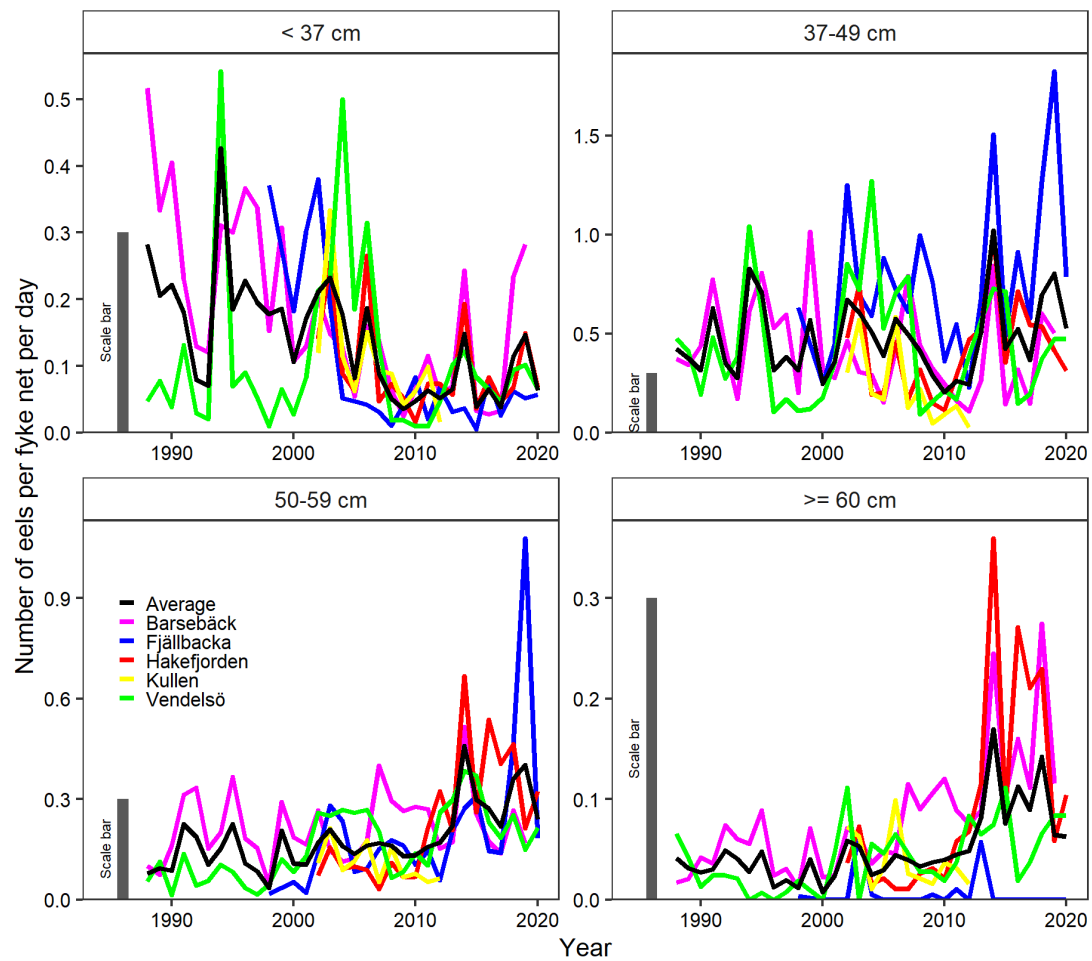 < 37 cm
37-49 cm
0.5
0.4
0.3
0.2
0.1
0.0
Scale bar
1990
2000
2010
2020
1.5
1.0
0.5
0.0
Scale bar
1990
2000
2010
2020
Number of eels per fyke net per day
50-59 cm
>= 60 cm
0.9
0.6
0.3
0.0
Average
Barsebäck
Fjällbacka
Hakefjorden
Kullen
Vendelsö
Scale bar
1990
2000
2010
2020
0.3
0.2
0.1
0.0
Scale bar
1990
2000
2010
2020
Year